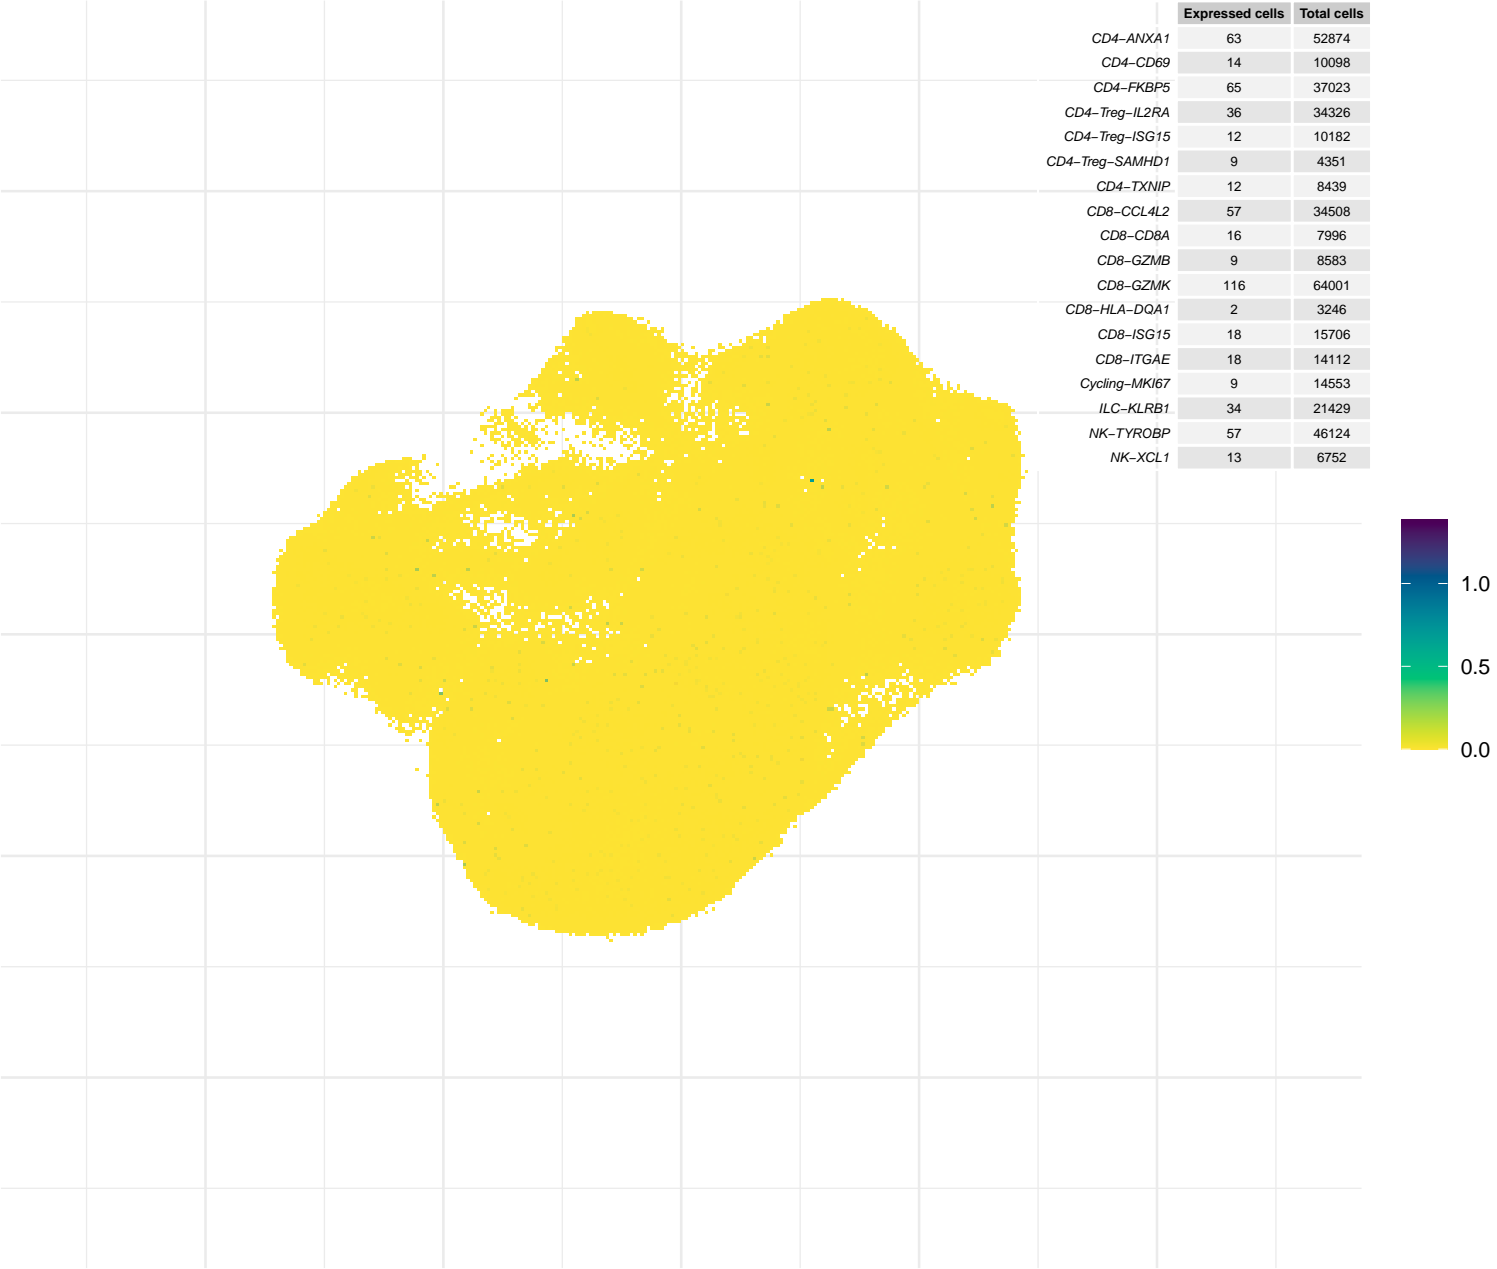 Expressed cells Total cells
CD4−ANXA1 63 52874
CD4−CD69 14 10098
CD4−FKBP5 65 37023
CD4−Treg−IL2RA 36 34326
CD4−Treg−ISG15 12 10182
CD4−Treg−SAMHD1 9 4351
CD4−TXNIP 12 8439
CD8−CCL4L2 57 34508
CD8−CD8A 16 7996
CD8−GZMB 9 8583
CD8−GZMK 116 64001
CD8−HLA−DQA1 2 3246
CD8−ISG15 18 15706
CD8−ITGAE 18 14112
Cycling−MKI67 9 14553
ILC−KLRB1 34 21429
NK−TYROBP 57 46124
NK−XCL1 13 6752
1.0
0.5
0.0